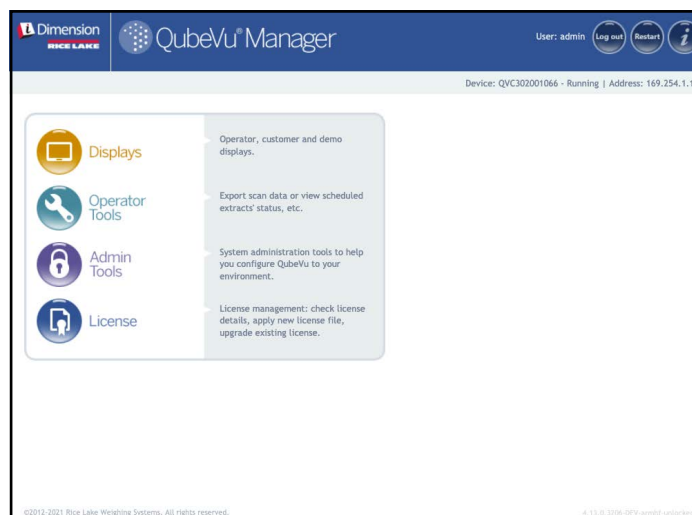 iDimension
RICE LAKE
QubeVu® Manager
User: admin
Log out
Restart
i
Device: QVC302001066 - Running | Address: 169.254.1.1
Displays
Operator, customer and demo
displays.
Operator
Tools
Export scan data or view scheduled
extracts' status, etc.
Admin
Tools
System administration tools to help
you configure QubeVu to your
environment.
License
License management: check license
details, apply new license file,
upgrade existing license.
©2012-2021 Rice Lake Weighing Systems. All rights reserved.